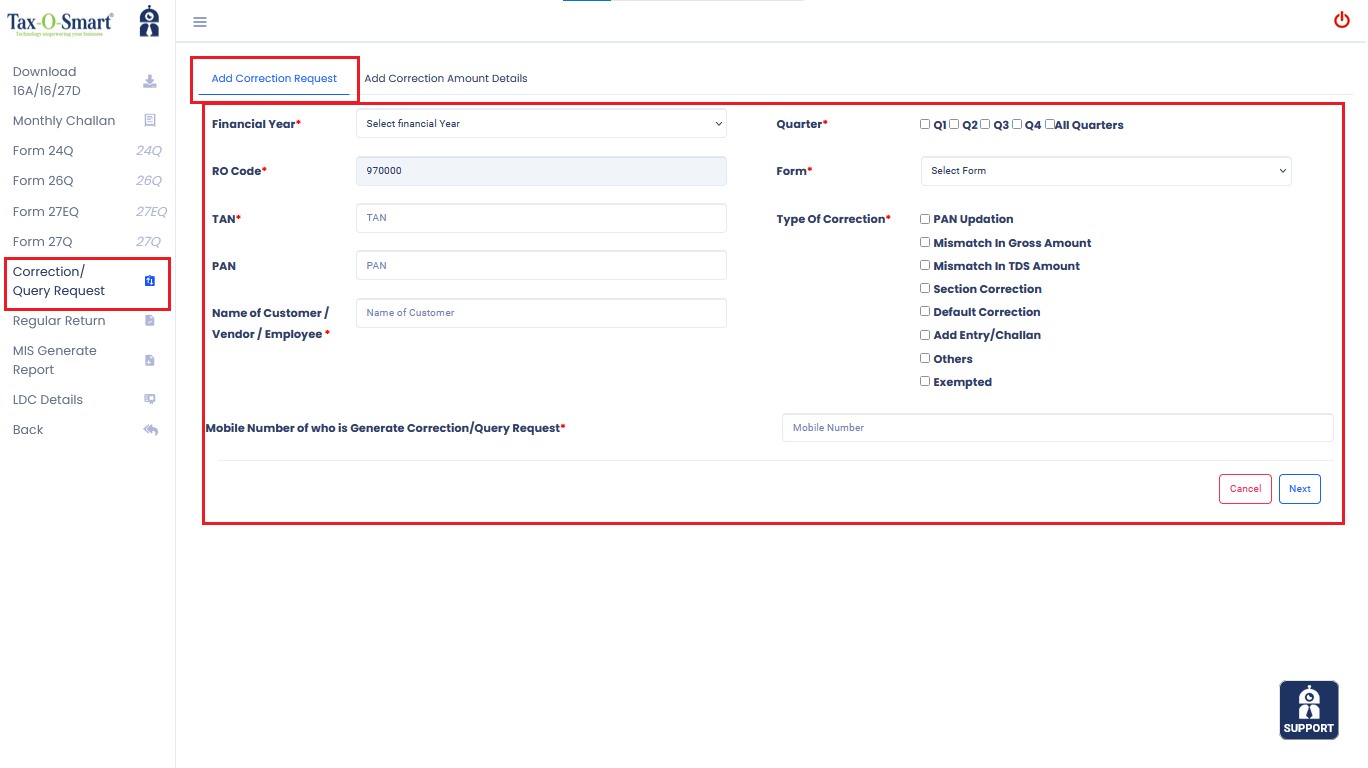 Tax-O-Smart®
Technology empowering your business
Download
16A/16/27D
Monthly Challan
Form 24Q 24Q
Form 26Q 26Q
Form 27EQ 27EQ
Form 27Q 27Q
Correction/
Query Request
Regular Return
MIS Generate
Report
LDC Details
Back
Add Correction Request Add Correction Amount Details
Financial Year* Select financial Year Quarter* Q1 Q2 Q3 Q4 All Quarters
RO Code* 970000 Form* Select Form
TAN* TAN Type Of Correction* PAN Updation
Mismatch In Gross Amount
PAN PAN Mismatch In TDS Amount
Section Correction
Name of Customer / Name of Customer Default Correction
Vendor / Employee * Add Entry/Challan
Others
Exempted
Mobile Number of who is Generate Correction/Query Request* Mobile Number
Cancel Next
SUPPORT